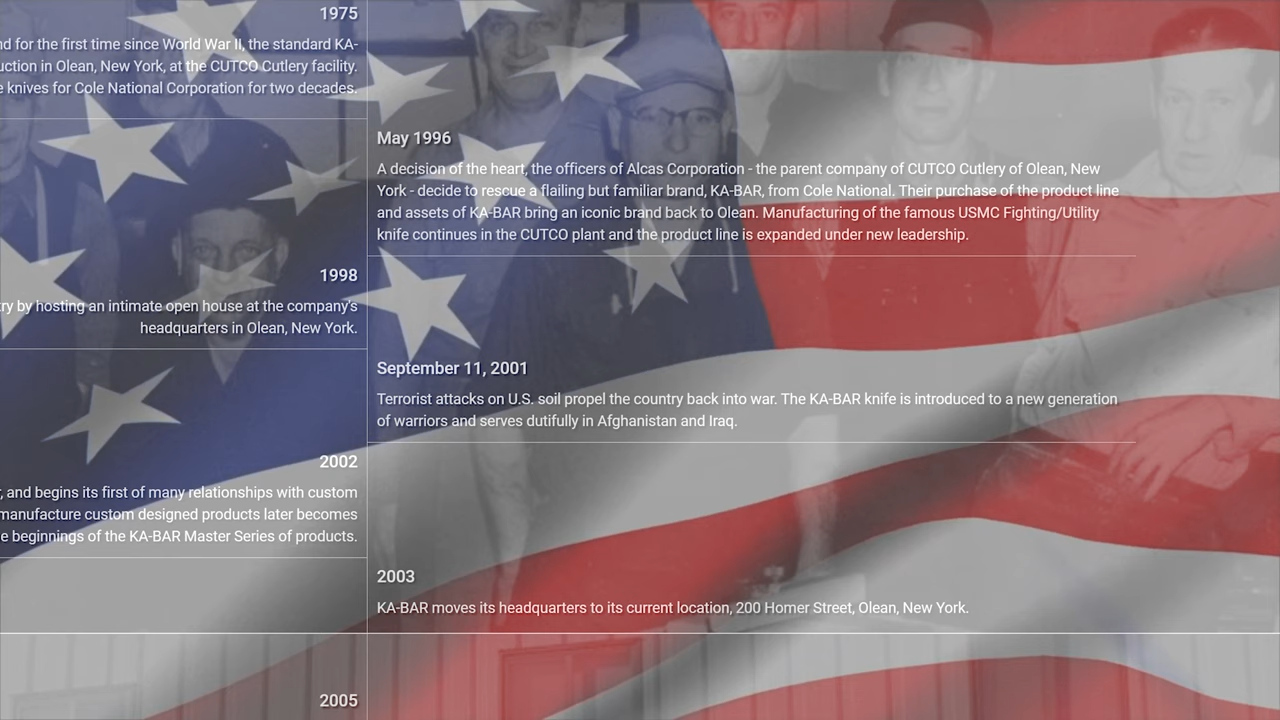 1975
for the first time since World War II, the standard KA-
in Olean, New York, at the CUTCO Cutlery facility.
knives for Cole National Corporation for two decades.
May 1996
A decision of the heart, the officers of Alcas Corporation - the parent company of CUTCO Cutlery of Olean, New
York - decide to rescue a flailing but familiar brand, KA-BAR, from Cole National. Their purchase of the product line
and assets of KA-BAR bring an iconic brand back to Olean. Manufacturing of the famous USMC Fighting/Utility
knife continues in the CUTCO plant and the product line is expanded under new leadership.
1998
by hosting an intimate open house at the company's
headquarters in Olean, New York.
September 11, 2001
Terrorist attacks on U.S. soil propel the country back into war. The KA-BAR knife is introduced to a new generation
of warriors and serves dutifully in Afghanistan and Iraq.
2002
, and begins its first of many relationships with custom
manufacture custom designed products later becomes
beginnings of the KA-BAR Master Series of products.
2003
KA-BAR moves its headquarters to its current location, 200 Homer Street, Olean, New York.
2005